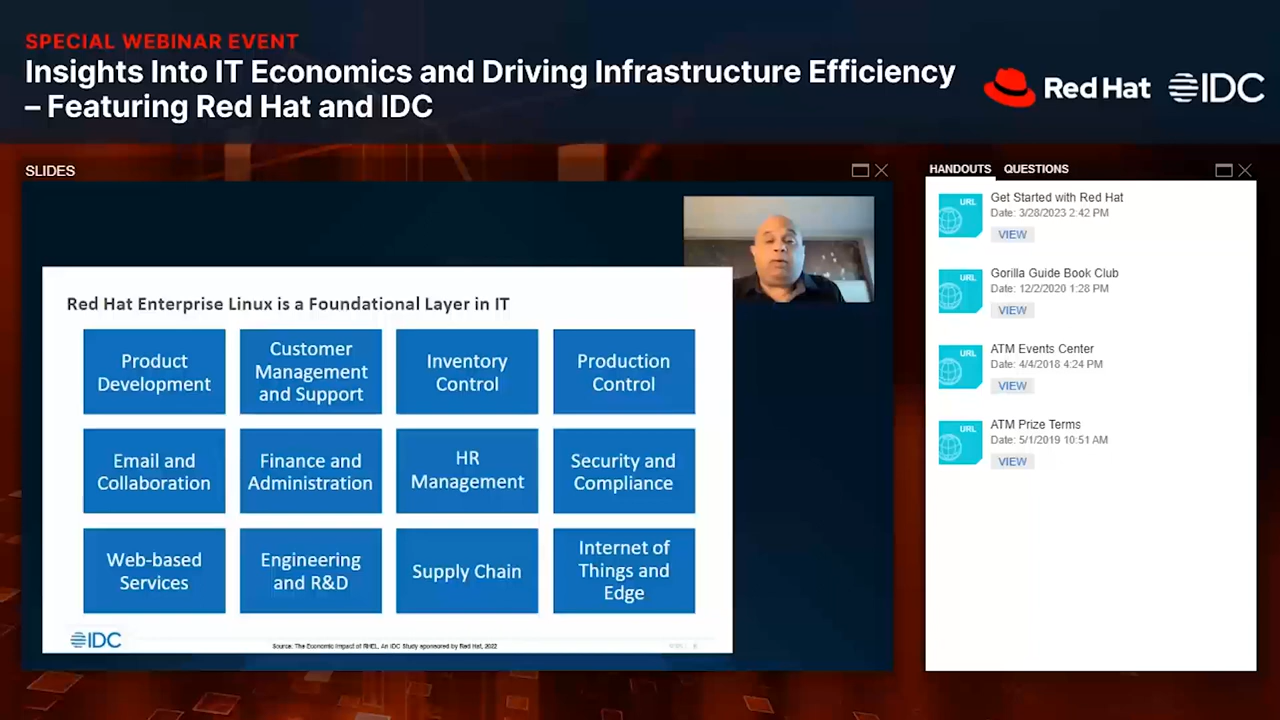 SPECIAL WEBINAR EVENT
Insights Into IT Economics and Driving Infrastructure Efficiency
– Featuring Red Hat and IDC
Red Hat
IDC
SLIDES
Red Hat Enterprise Linux is a Foundational Layer in IT
Product
Development
Customer
Management
and Support
Inventory
Control
Production
Control
Email and
Collaboration
Finance and
Administration
HR
Management
Security and
Compliance
Web-based
Services
Engineering
and R&D
Supply Chain
Internet of
Things and
Edge
IDC
Source: The Economic Impact of RHEL, An IDC Study sponsored by Red Hat, 2022
HANDOUTS
QUESTIONS
URL
Get Started with Red Hat
Date: 3/28/2023 2:42 PM
VIEW
URL
Gorilla Guide Book Club
Date: 12/2/2020 1:28 PM
VIEW
URL
ATM Events Center
Date: 4/4/2018 4:24 PM
VIEW
URL
ATM Prize Terms
Date: 5/1/2019 10:51 AM
VIEW